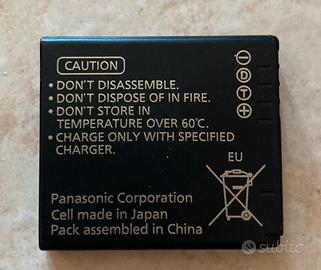 CAUTION
• DON'T DISASSEMBLE.
• DON'T DISPOSE OF IN FIRE.
• DON'T STORE IN
TEMPERATURE OVER 60℃.
• CHARGE ONLY WITH SPECIFIED
CHARGER.
D
T
EU
Panasonic Corporation
Cell made in Japan
Pack assembled in China
subito